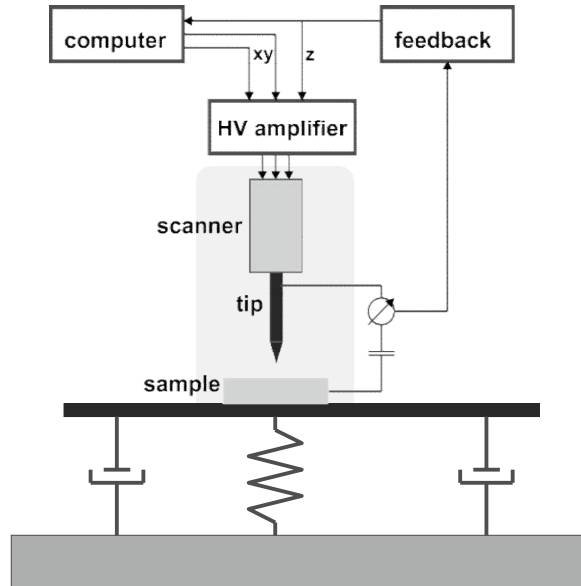 computer
feedback
xy
z
HV amplifier
scanner
tip
sample